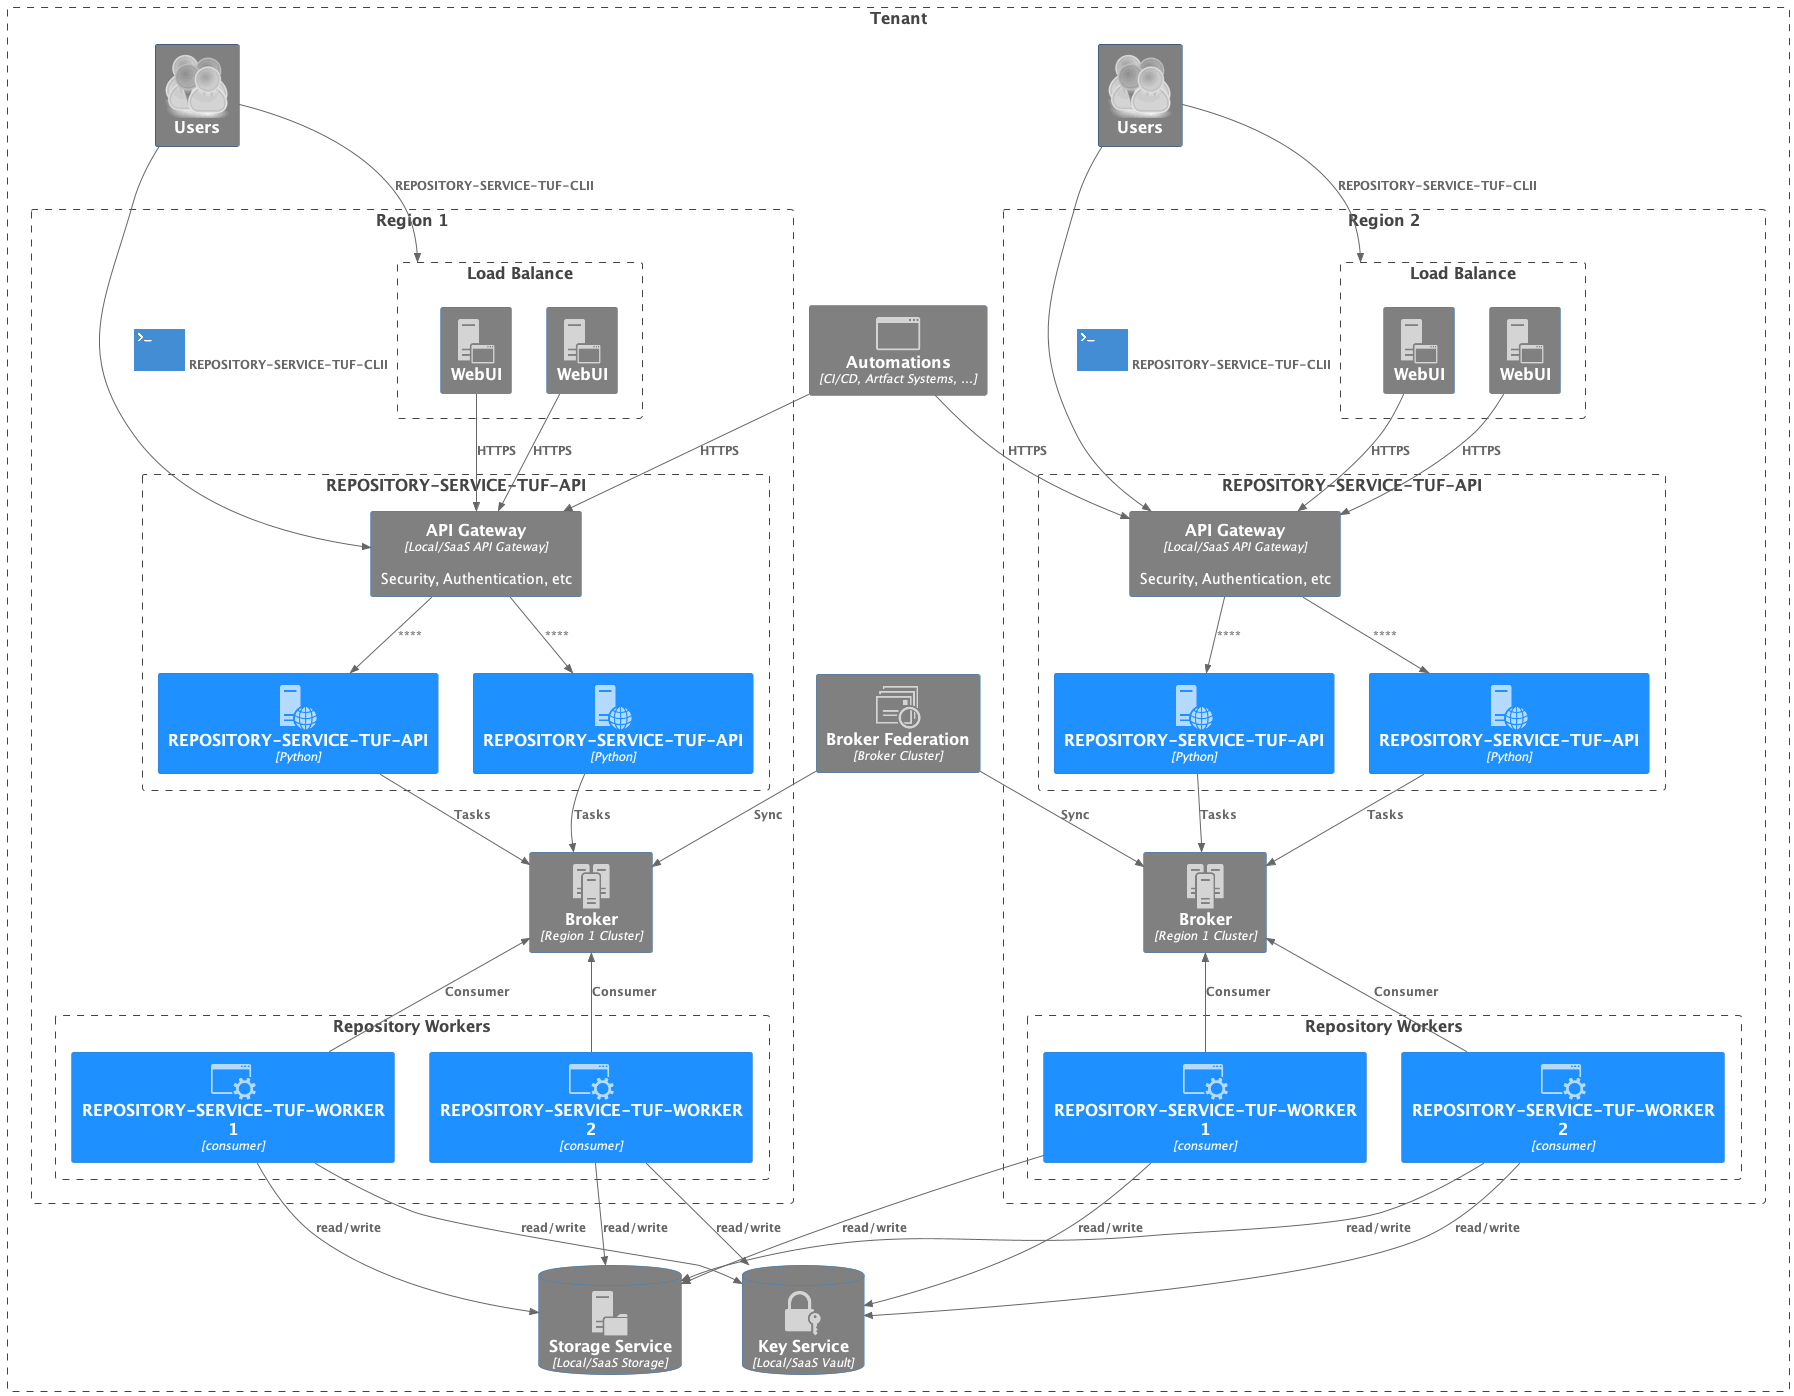 Tenant
Users
Users
REPOSITORY-SERVICE-TUF-CLII
REPOSITORY-SERVICE-TUF-CLII
Region 1
Region 2
Load Balance
Load Balance
WebUI
WebUI
WebUI
WebUI
>_
REPOSITORY-SERVICE-TUF-CLII
Automations
[CI/CD, Artfact Systems, ...]
>_
REPOSITORY-SERVICE-TUF-CLII
HTTPS
HTTPS
HTTPS
HTTPS
HTTPS
HTTPS
REPOSITORY-SERVICE-TUF-API
REPOSITORY-SERVICE-TUF-API
API Gateway
[Local/SaaS API Gateway]
Security, Authentication, etc
API Gateway
[Local/SaaS API Gateway]
Security, Authentication, etc
****
****
****
****
REPOSITORY-SERVICE-TUF-API
[Python]
REPOSITORY-SERVICE-TUF-API
[Python]
Broker Federation
[Broker Cluster]
REPOSITORY-SERVICE-TUF-API
[Python]
REPOSITORY-SERVICE-TUF-API
[Python]
Tasks
Tasks
Sync
Sync
Tasks
Tasks
Broker
[Region 1 Cluster]
Broker
[Region 1 Cluster]
Consumer
Consumer
Consumer
Consumer
Repository Workers
Repository Workers
REPOSITORY-SERVICE-TUF-WORKER
1
[consumer]
REPOSITORY-SERVICE-TUF-WORKER
2
[consumer]
REPOSITORY-SERVICE-TUF-WORKER
1
[consumer]
REPOSITORY-SERVICE-TUF-WORKER
2
[consumer]
read/write
read/write
read/write
read/write
read/write
read/write
read/write
read/write
Storage Service
[Local/SaaS Storage]
Key Service
[Local/SaaS Vault]